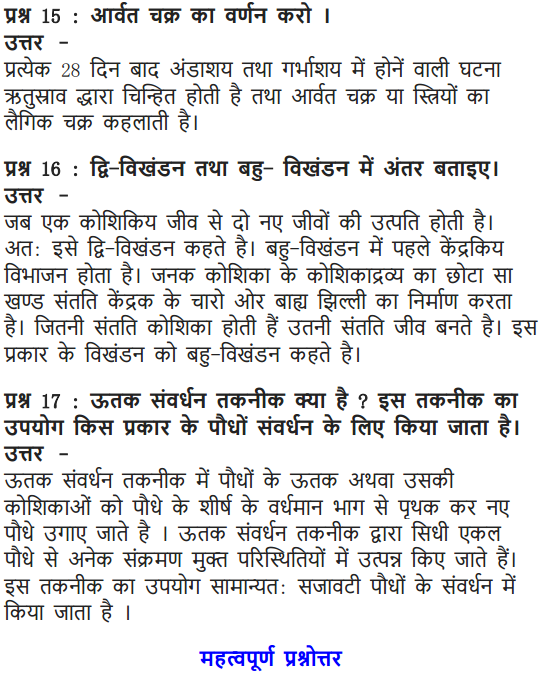 प्रश्न 15 : आर्वत चक्र का वर्णन करो ।
उत्तर -
प्रत्येक 28 दिन बाद अंडाशय तथा गर्भाशय में होनें वाली घटना
ऋतुस्राव द्धारा चिन्हित होती है तथा आर्वत चक्र या स्त्रियों का
लैगिक चक्र कहलाती है।
प्रश्न 16 : द्वि-विखंडन तथा बहु- विखंडन में अंतर बताइए।
उत्तर -
जब एक कोशिकिय जीव से दो नए जीवों की उत्पति होती है।
अत: इसे द्वि-विखंडन कहते है। बहु-विखंडन में पहले केंद्रकिय
विभाजन होता है। जनक कोशिका के कोशिकाद्रव्य का छोटा सा
खण्ड संतति केंद्रक के चारो ओर बाह्य झिल्ली का निर्माण करता
है। जितनी संतति कोशिका होती हैं उतनी संतति जीव बनते है। इस
प्रकार के विखंडन को बहु-विखंडन कहते है।
प्रश्न 17 : ऊतक संवर्धन तकनीक क्या है ? इस तकनीक का
उपयोग किस प्रकार के पौधों संवर्धन के लिए किया जाता है।
उत्तर -
ऊतक संवर्धन तकनीक में पौधों के ऊतक अथवा उसकी
कोशिकाओं को पौधे के शीर्ष के वर्धमान भाग से पृथक कर नए
पौधे उगाए जाते है । ऊतक संवर्धन तकनीक द्वारा सिधी एकल
पौधे से अनेक संक्रमण मुक्त परिस्थितियों में उत्पन्न किए जाते हैं।
इस तकनीक का उपयोग सामान्यत: सजावटी पौधों के संवर्धन में
किया जाता है ।
महत्वपूर्ण प्रश्नोत्तर